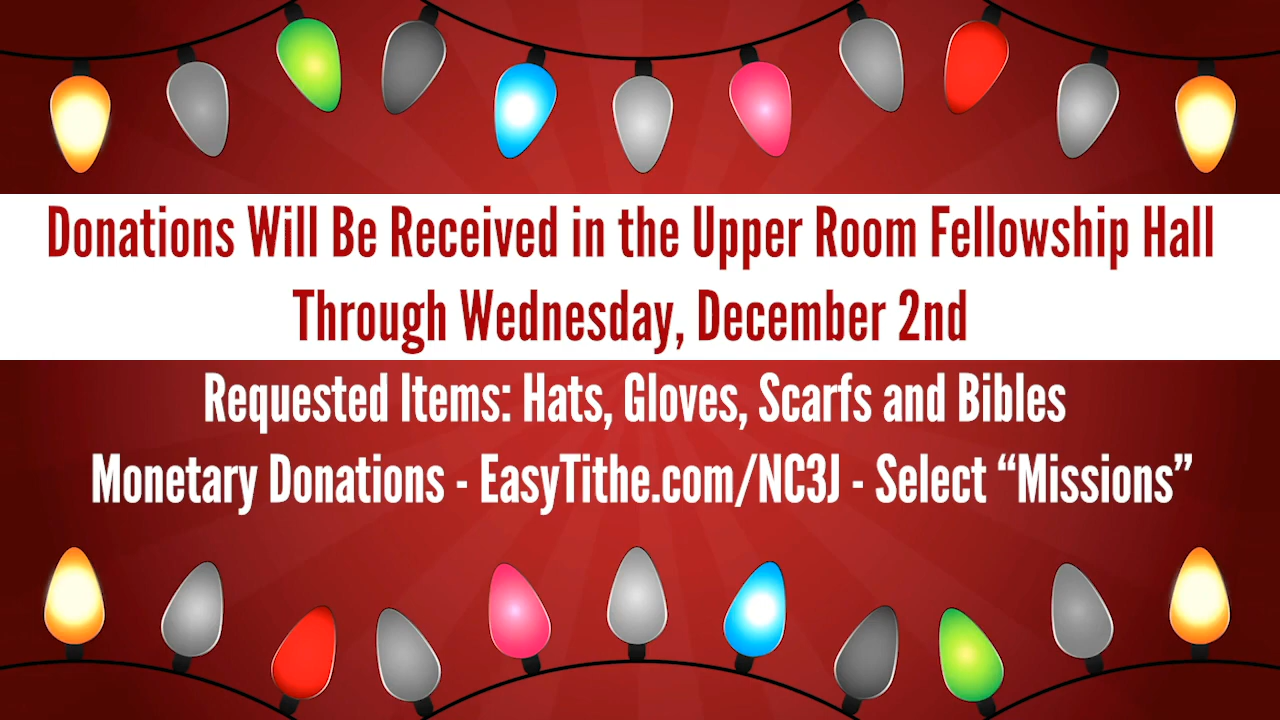 Donations Will Be Received in the Upper Room Fellowship Hall
Through Wednesday, December 2nd
Requested Items: Hats, Gloves, Scarfs and Bibles
Monetary Donations - EasyTithe.com/NC3J - Select “Missions”